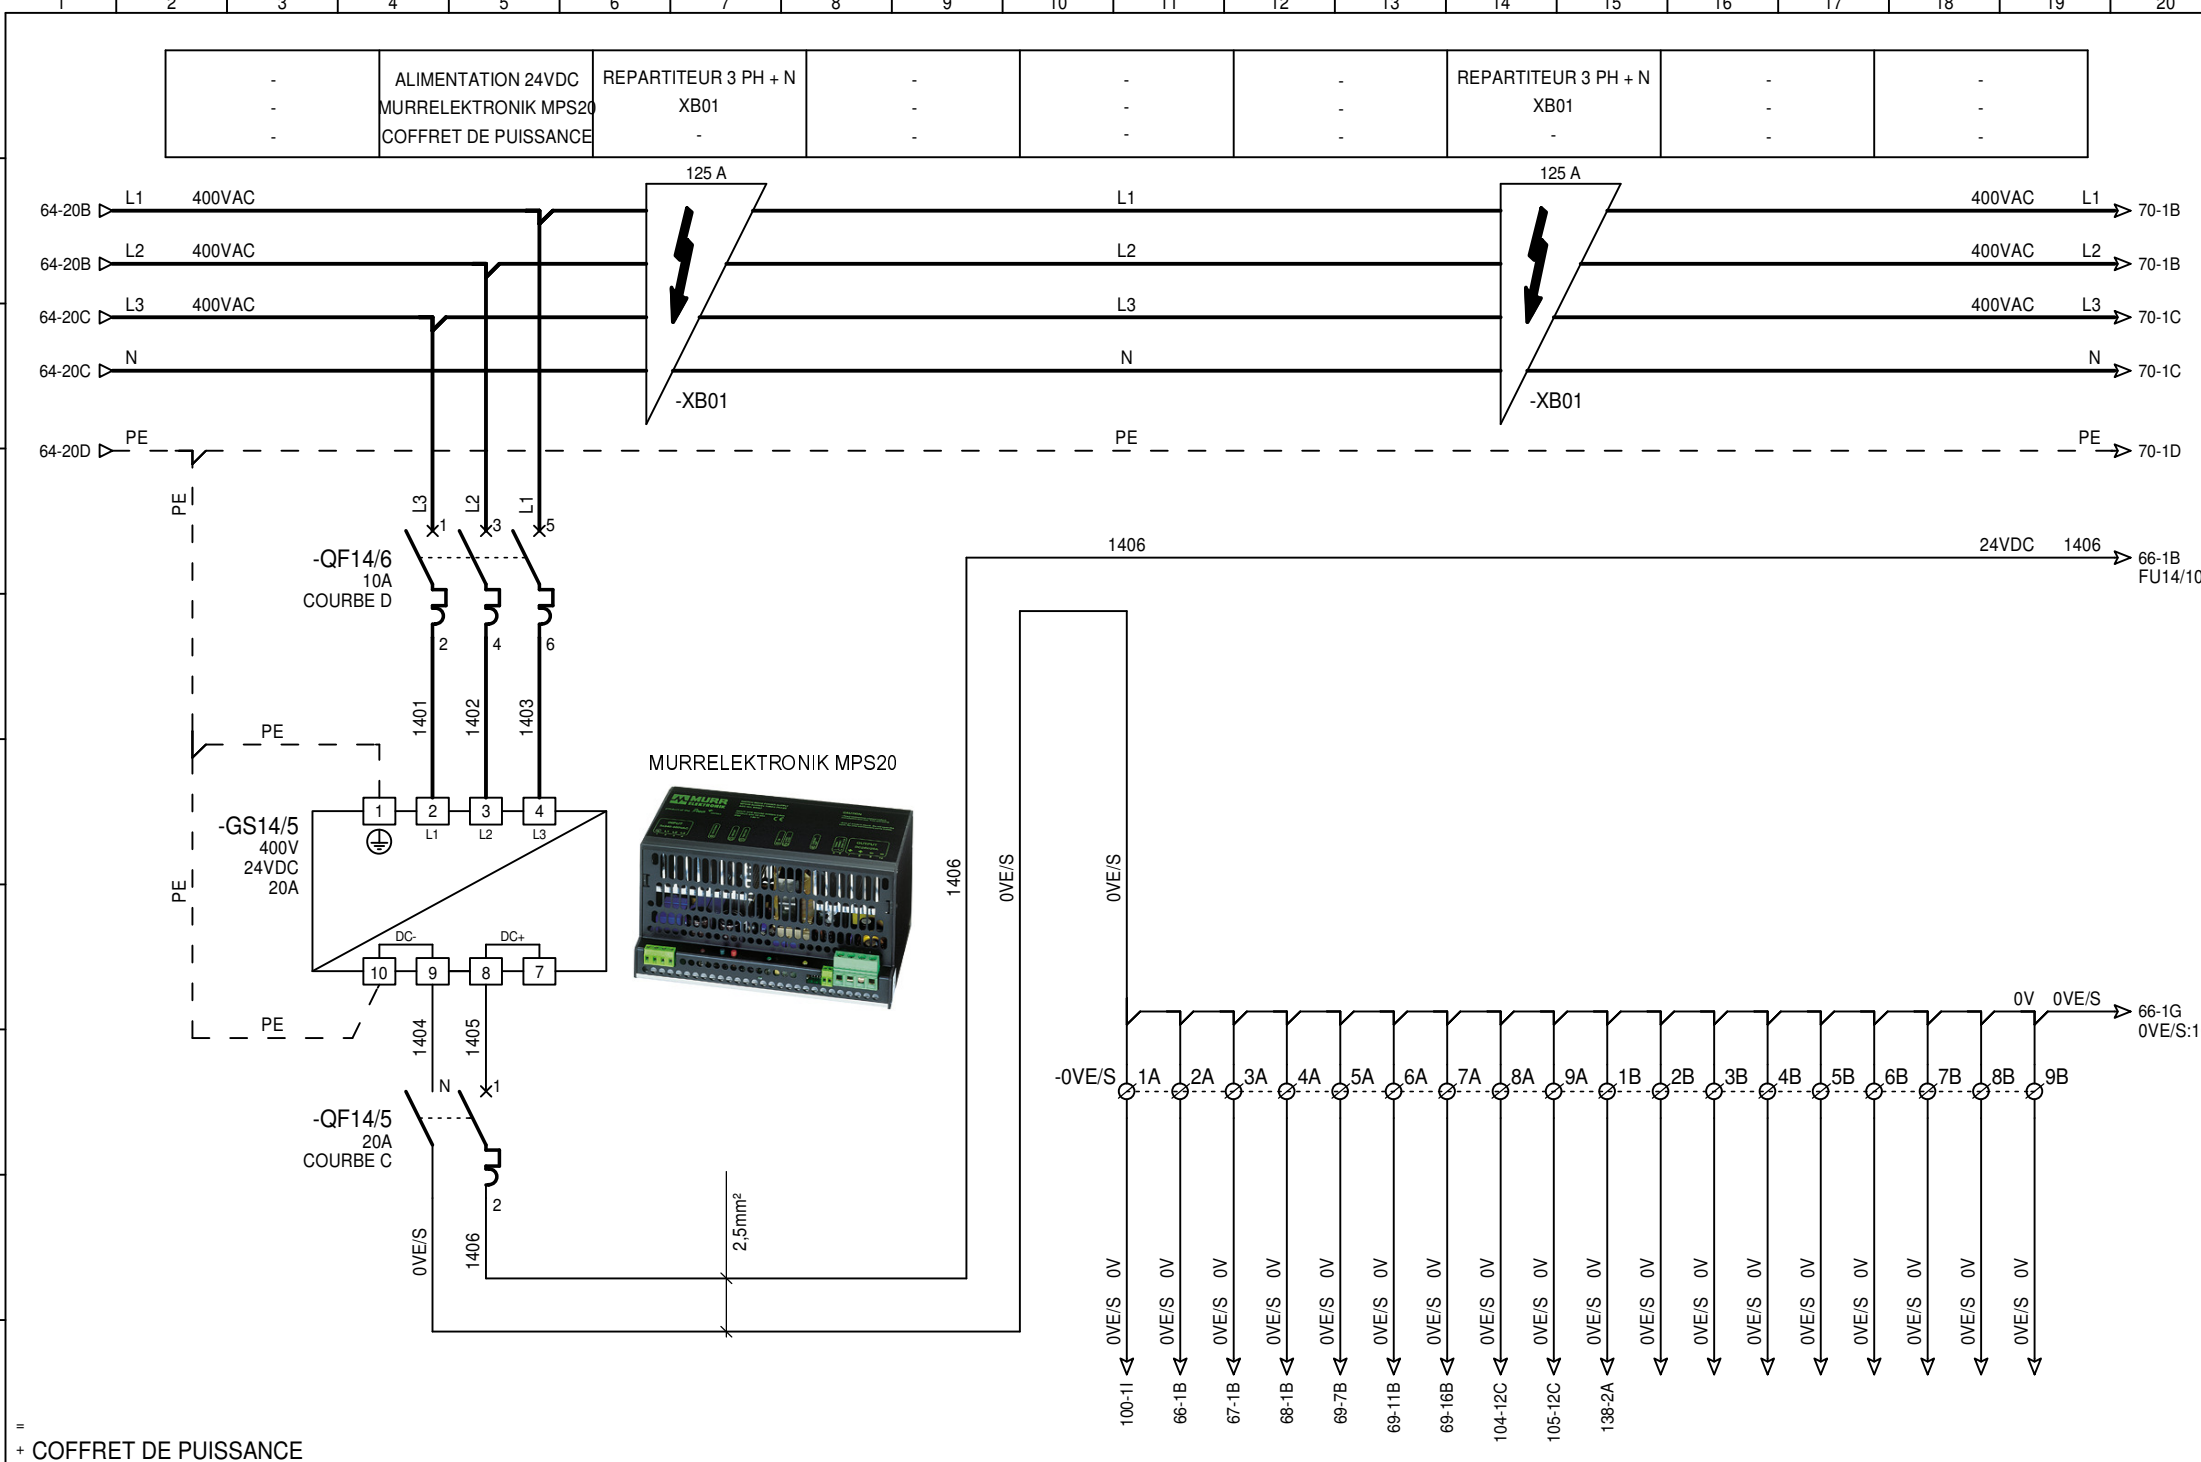 1 2 3 4 5 6 7 8 9 10 11 12 13 14 15 16 17 18 19 20
- ALIMENTATION 24VDC REPARTITEUR 3 PH + N - - - REPARTITEUR 3 PH + N - -
- MURRELEKTRONIK MPS20 XB01 - - - XB01 - -
- COFFRET DE PUISSANCE - - - - - - -
125 A 125 A
64-20B L1 400VAC L1 400VAC L1 70-1B
64-20B L2 400VAC L2 400VAC L2 70-1B
64-20C L3 400VAC L3 400VAC L3 70-1C
64-20C N N N 70-1C
-XB01 -XB01
64-20D PE PE PE 70-1D
PE L3 L2 L1
1 3 5
-QF14/6
10A
COURBE D
2 4 6
1406 24VDC 1406 66-1B
FU14/10
1401 1402 1403
PE
MURRELEKTRONIK MPS20
MURR
ELEKTRONIK
INPUT
OUTPUT
1 2 3 4
L1 L2 L3
-GS14/5
400V
24VDC
20A
PE
1406 0VE/S 0VE/S
DC- DC+
10 9 8 7
PE
1404 1405
0V 0VE/S 66-1G
0VE/S:1
N 1
-QF14/5
20A
COURBE C
2
-0VE/S 1A 2A 3A 4A 5A 6A 7A 8A 9A 1B 2B 3B 4B 5B 6B 7B 8B 9B
2,5mm²
0VE/S 1406
0V 0V 0V 0V 0V 0V 0V 0V 0V 0V 0V 0V 0V 0V 0V 0V 0V 0V
0VE/S 0VE/S 0VE/S 0VE/S 0VE/S 0VE/S 0VE/S 0VE/S 0VE/S 0VE/S 0VE/S 0VE/S 0VE/S 0VE/S 0VE/S 0VE/S 0VE/S 0VE/S
100-1I 66-1B 67-1B 68-1B 69-7B 69-11B 69-16B 104-12C 105-12C 138-2A
=
+ COFFRET DE PUISSANCE